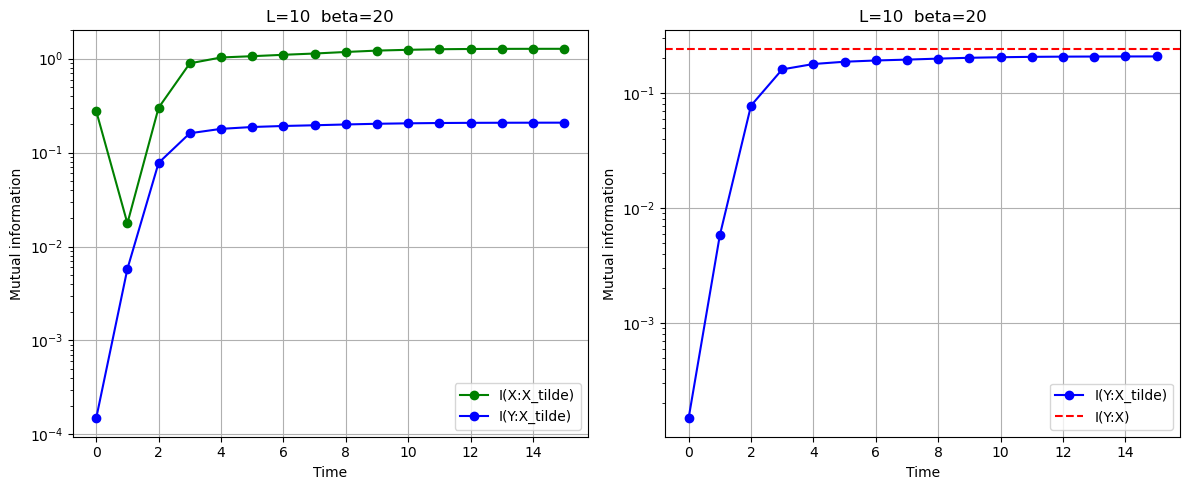 L=10  beta=20
Mutual information
10^0
10^-1
10^-2
10^-3
10^-4
0 2 4 6 8 10 12 14
Time
I(X:X_tilde)
I(Y:X_tilde)
L=10  beta=20
Mutual information
10^-1
10^-2
10^-3
0 2 4 6 8 10 12 14
Time
I(Y:X_tilde)
I(Y:X)